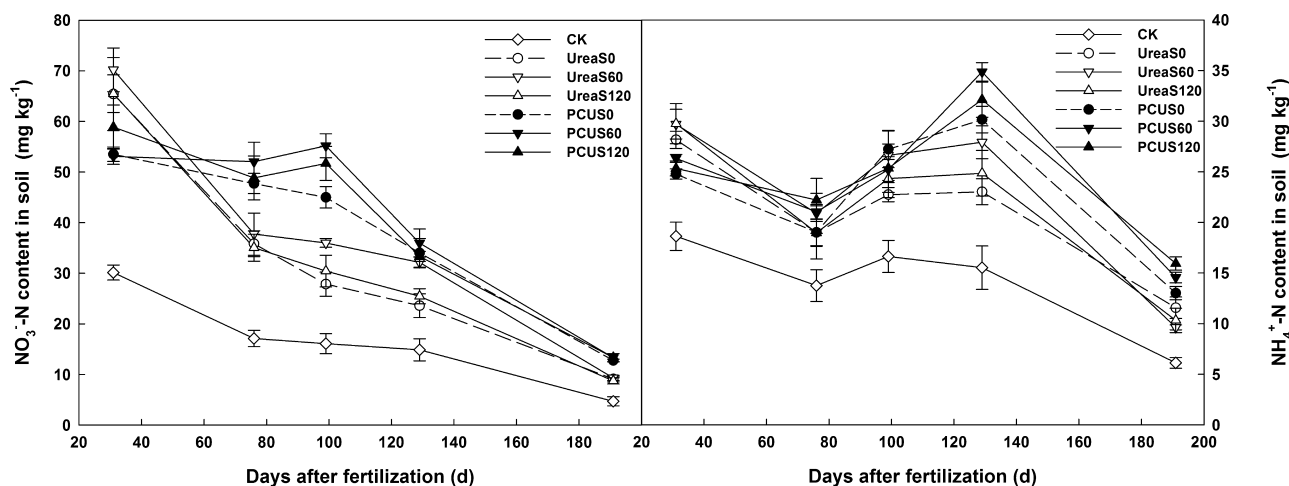 80
70
60
50
40
30
20
10
0
NO3--N content in soil (mg kg-1)
CK
UreaS0
UreaS60
UreaS120
PCUS0
PCUS60
PCUS120
20 40 60 80 100 120 140 160 180 20 40 60 80 100 120 140 160 180 200
Days after fertilization (d)
CK
UreaS0
UreaS60
UreaS120
PCUS0
PCUS60
PCUS120
40
35
30
25
20
15
10
5
0
NH4+-N content in soil (mg kg-1)
Days after fertilization (d)